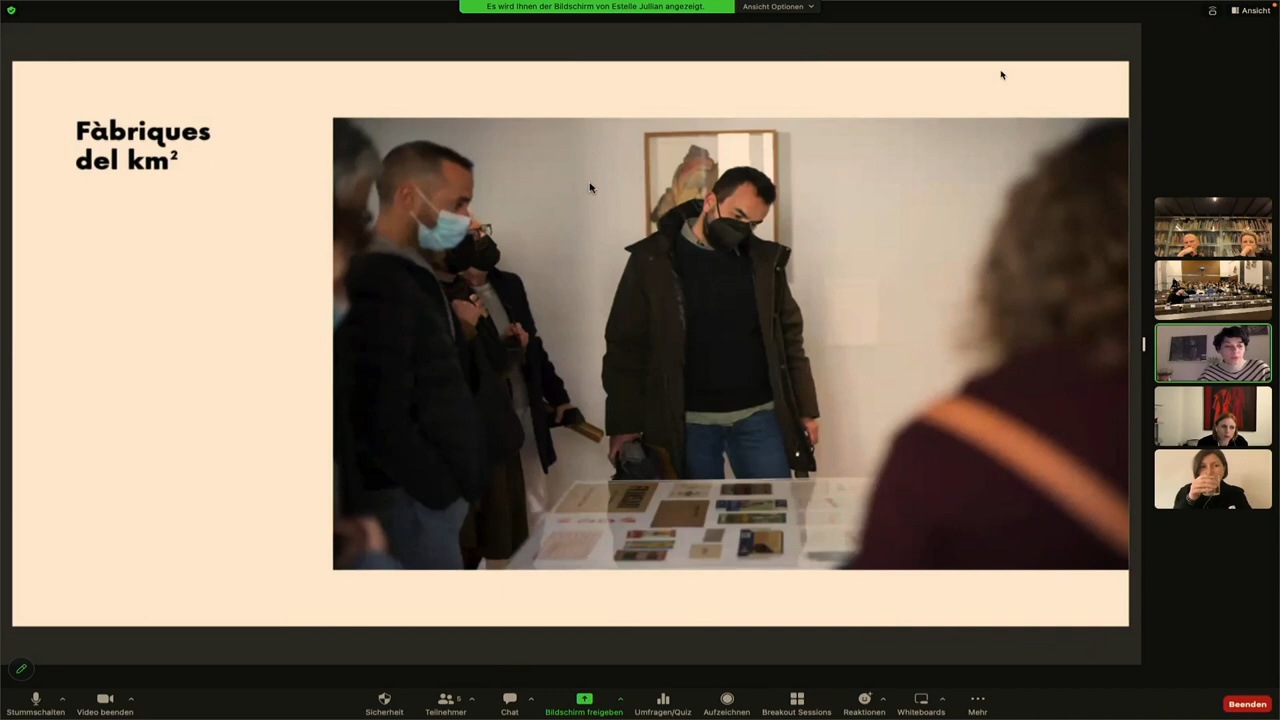 Es wird Ihnen der Bildschirm von Estelle Jullian angezeigt.
Ansicht Optionen
Ansicht
Fàbriques
del km²
Stummschalten
Video beenden
Sicherheit
Teilnehmer
5
Chat
Bildschirm freigeben
Umfragen/Quiz
Aufzeichnen
Breakout Sessions
Reaktionen
Whiteboards
Mehr
Beenden